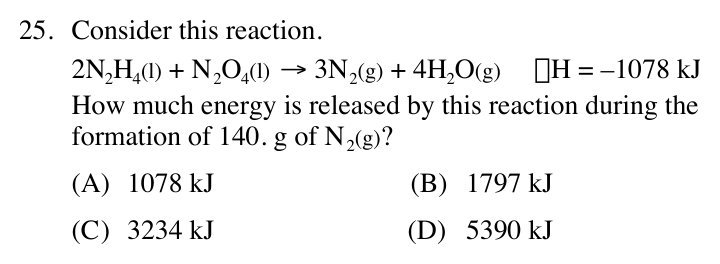 25. Consider this reaction.
2N₂H₄(l) + N₂O₄(l) → 3N₂(g) + 4H₂O(g) ▯H = –1078 kJ
How much energy is released by this reaction during the
formation of 140. g of N₂(g)?
(A) 1078 kJ (B) 1797 kJ
(C) 3234 kJ (D) 5390 kJ